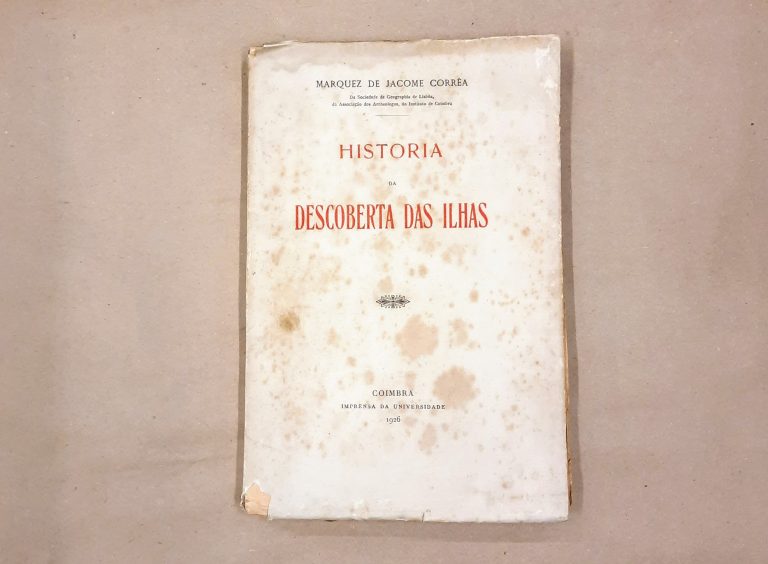 MARQUEZ DE JACOME CORRÊA
Da Sociedade de Geographia de Lisbôa,
da Associação dos Archeologos, do Instituto de Coimbra
HISTORIA
DA
DESCOBERTA DAS ILHAS
COIMBRA
IMPRENSA DA UNIVERSIDADE
1926